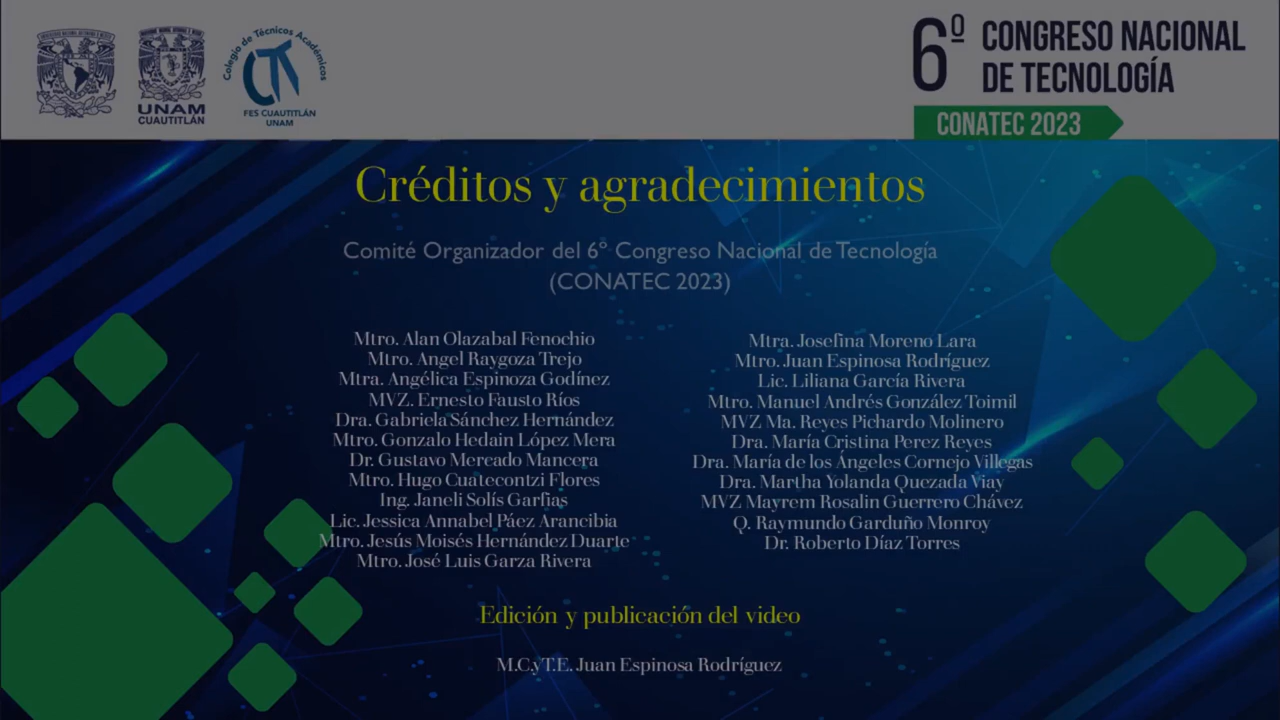 UNAM
CUAUTITLÁN
Colegio de Técnicos Académicos
FES CUAUTITLÁN
UNAM
6º CONGRESO NACIONAL
DE TECNOLOGÍA
CONATEC 2023
Créditos y agradecimientos
Comité Organizador del 6º Congreso Nacional de Tecnología
(CONATEC 2023)
Mtro. Alan Olazabal Fenochio
Mtro. Angel Raygoza Trejo
Mtra. Angélica Espinoza Godínez
MVZ. Ernesto Fausto Ríos
Dra. Gabriela Sánchez Hernández
Mtro. Gonzalo Hedain López Mera
Dr. Gustavo Mercado Mancera
Mtro. Hugo Cuatecontzi Flores
Ing. Janeli Solís Garfias
Lic. Jessica Annabel Páez Arancibia
Mtro. Jesús Moisés Hernández Duarte
Mtro. José Luis Garza Rivera
Mtra. Josefina Moreno Lara
Mtro. Juan Espinosa Rodríguez
Lic. Liliana García Rivera
Mtro. Manuel Andrés González Toimil
MVZ Ma. Reyes Pichardo Molinero
Dra. María Cristina Perez Reyes
Dra. María de los Ángeles Cornejo Villegas
Dra. Martha Yolanda Quezada Viay
MVZ Mayrem Rosalin Guerrero Chávez
Q. Raymundo Garduño Monroy
Dr. Roberto Díaz Torres
Edición y publicación del video
M.C.yT.E. Juan Espinosa Rodríguez